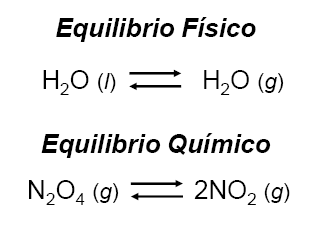 Equilibrio Físico
H₂O (l) ⇌ H₂O (g)
Equilibrio Químico
N₂O₄ (g) ⇌ 2NO₂ (g)